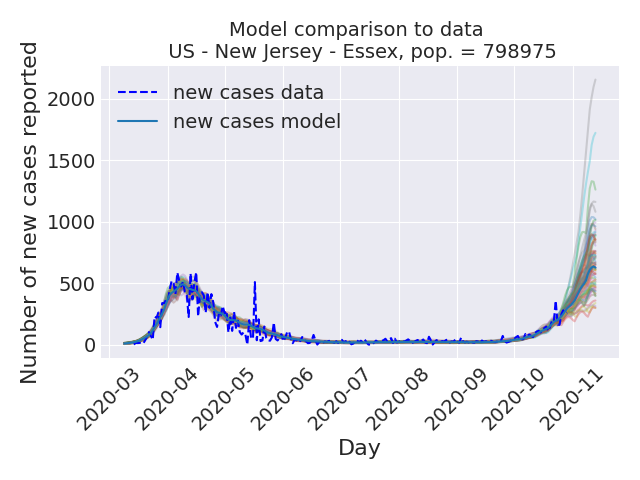 Model comparison to data
US - New Jersey - Essex, pop. = 798975
Number of new cases reported
2000
1500
1000
500
0
new cases data
new cases model
2020-03
2020-04
2020-05
2020-06
2020-07
2020-08
2020-09
2020-10
2020-11
Day